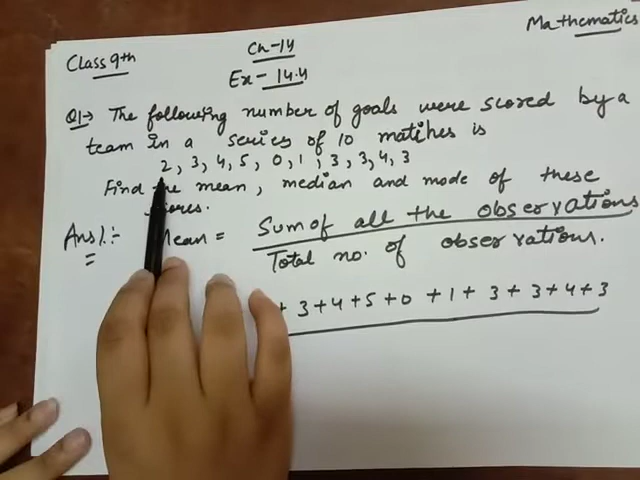 Mathematics
Class 9th
Ch-14
Ex- 14.4
Q1→ The following number of goals were scored by a
team in a series of 10 matches is
2, 3, 4, 5, 0, 1, 3, 3, 4, 3
Find the mean, median and mode of these
Ans1:- Mean = Sum of all the observations
Total no. of observations.
+ 3 + 4 + 5 + 0 + 1 + 3 + 3 + 4 + 3